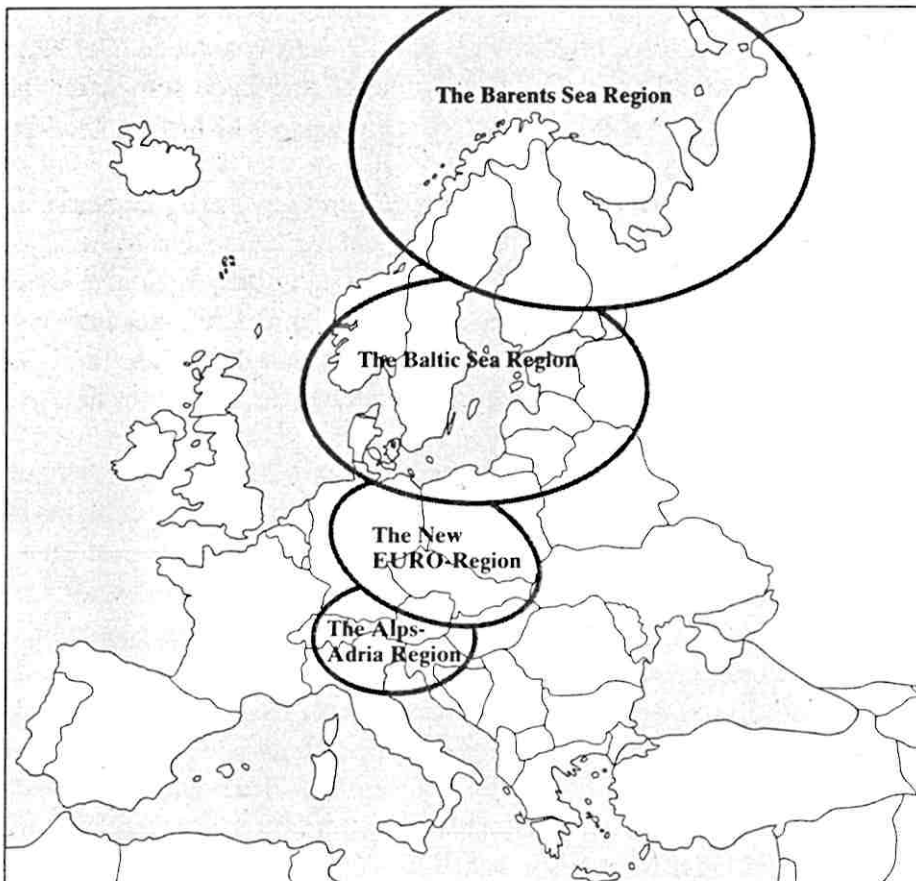 The Barents Sea Region
The Baltic Sea Region
The New
EURO-Region
The Alps-
Adria Region